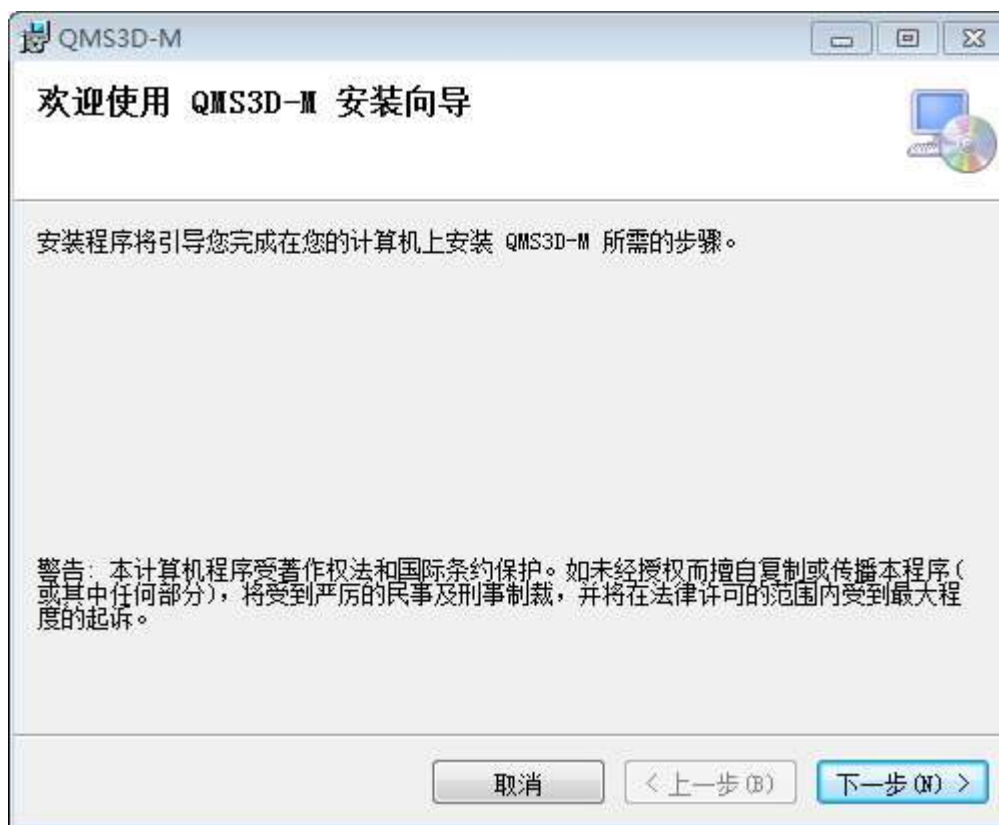 QMS3D-M
欢迎使用 QMS3D-M 安装向导
安装程序将引导您完成在您的计算机上安装 QMS3D-M 所需的步骤。
警告: 本计算机程序受著作权法和国际条约保护。如未经授权而擅自复制或传播本程序(
或其中任何部分),将受到严厉的民事及刑事制裁,并将在法律许可的范围内受到最大程
度的起诉。
取消
< 上一步(B)
下一步(N) >